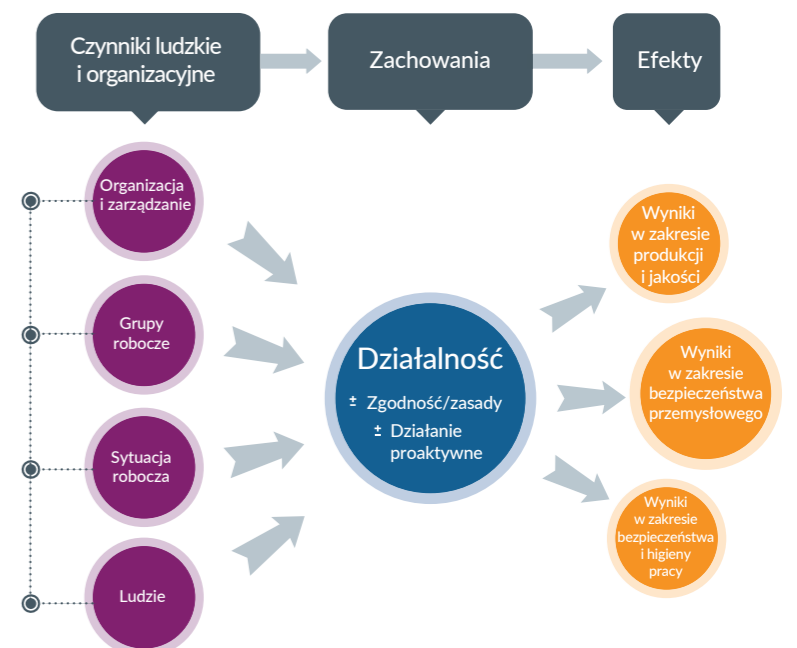 Czynniki ludzkie
i organizacyjne
Zachowania
Efekty
Organizacja
i zarządzanie
Grupy
robocze
Sytuacja
robocza
Ludzie
Działalność
± Zgodność/zasady
± Działanie
proaktywne
Wyniki
w zakresie
produkcji
i jakości
Wyniki
w zakresie
bezpieczeństwa
przemysłowego
Wyniki
w zakresie
bezpieczeństwa
i higieny
pracy